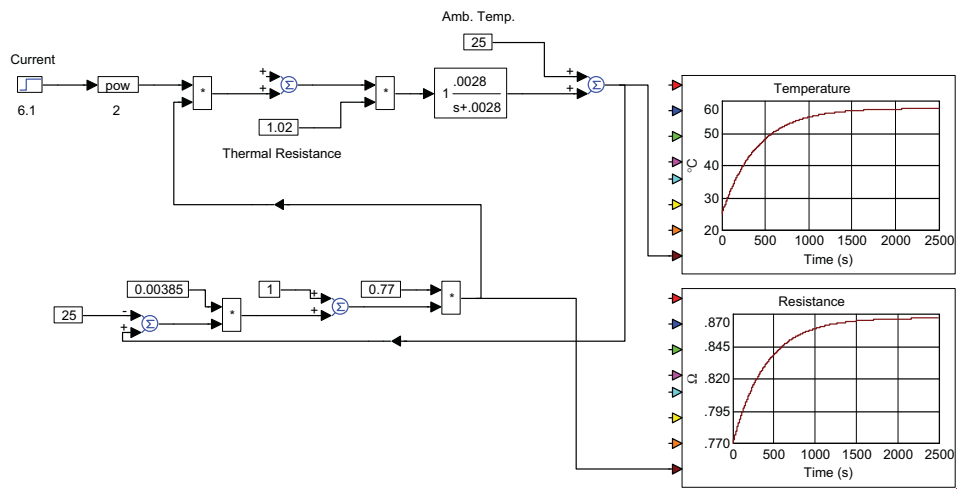 Amb. Temp.
25
Current
6.1
pow
2
*
+
+
Σ
1.02
Thermal Resistance
*
1
.0028
s+.0028
+
+
Σ
Temperature
60
50
40
30
20
°C
0 500 1000 1500 2000 2500
Time (s)
25
-
+
Σ
0.00385
*
1
+
+
Σ
0.77
*
Resistance
.870
.845
.820
.795
.770
Ω
0 500 1000 1500 2000 2500
Time (s)